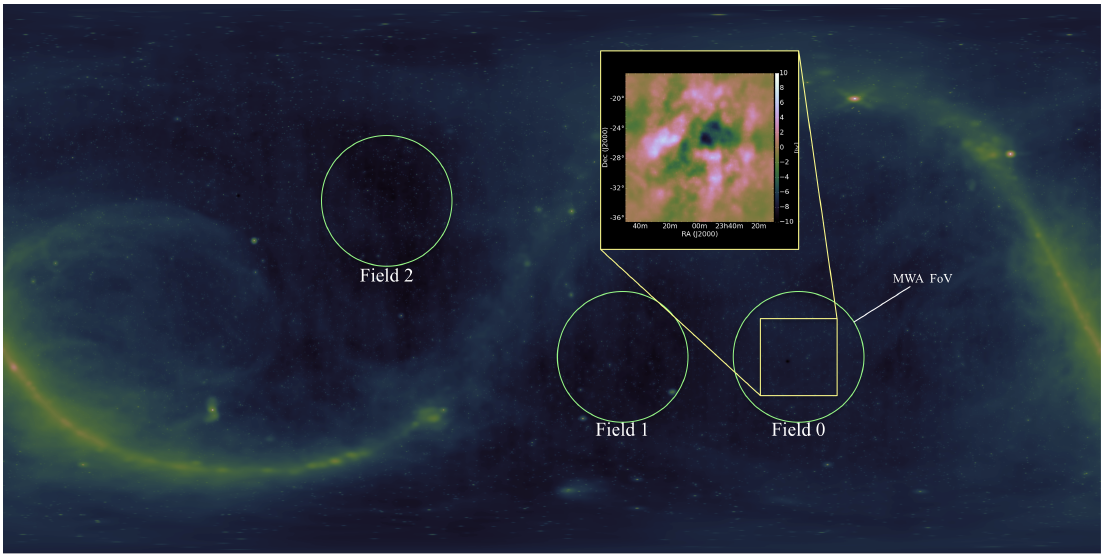 10
8
6
4
2
0
−2
−4
−6
−8
−10
-20°
-24°
-28°
-32°
-36°
Dec (J2000)
40m 20m 00m 23h40m 20m
RA (J2000)
Field 2
MWA FoV
Field 1
Field 0